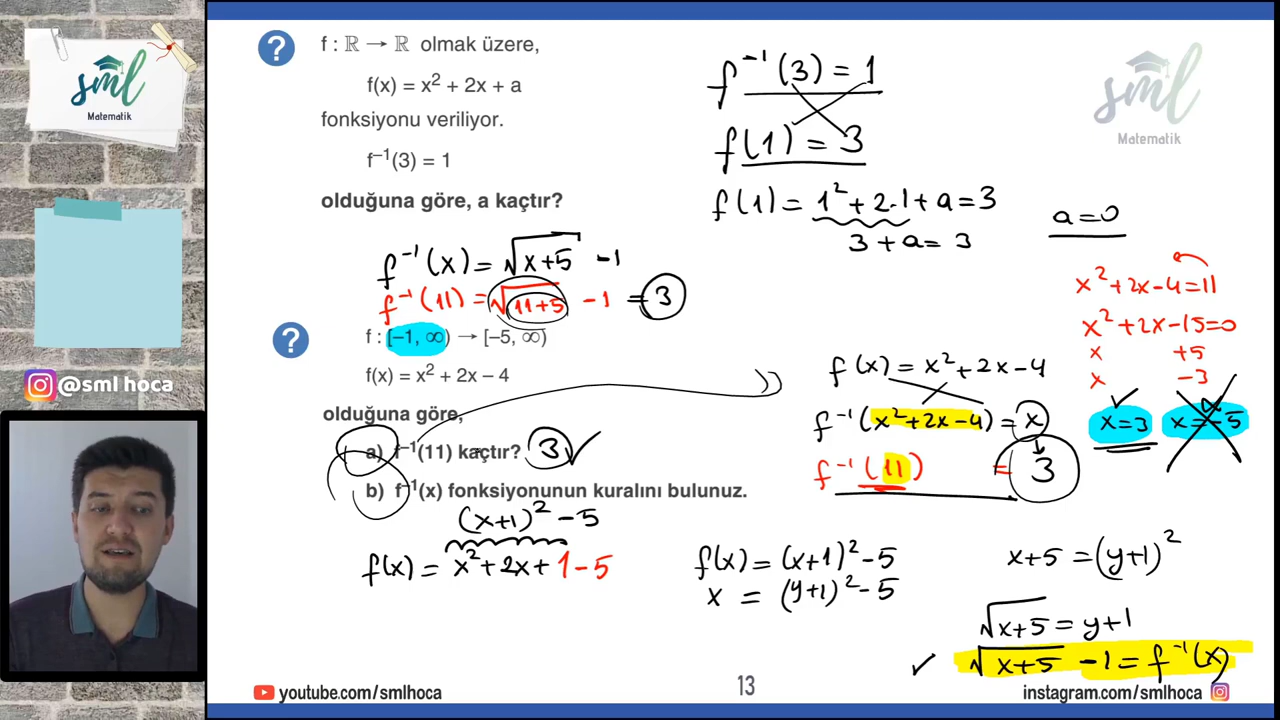 sml
Matematik
@sml hoca
?
f : ℝ → ℝ olmak üzere,
f(x) = x² + 2x + a
fonksiyonu veriliyor.
f⁻¹(3) = 1
olduğuna göre, a kaçtır?
f⁻¹(x) = √(x+5) -1
f⁻¹(11) = √(11+5) -1 = 3
?
f : [–1, ∞) → [–5, ∞)
f(x) = x² + 2x – 4
olduğuna göre,
a) f⁻¹(11) kaçtır? 3 ✓
b) f⁻¹(x) fonksiyonunun kuralını bulunuz.
(x+1)² -5
f(x) = x² + 2x + 1 - 5
f⁻¹(3) = 1
f(1) = 3
f(1) = 1² + 2.1 + a = 3
3 + a = 3
a = 0
sml
Matematik
x² + 2x - 4 = 11
x² + 2x - 15 = 0
x +5
x -3
x = 3 x = -5
f(x) = x² + 2x - 4
f⁻¹(x² + 2x - 4) = x
f⁻¹(11) = 3
f(x) = (x+1)² - 5
x = (y+1)² - 5
x+5 = (y+1)²
√(x+5) = y+1
✓ √(x+5) -1 = f⁻¹(x)
youtube.com/smlhoca
13
instagram.com/smlhoca